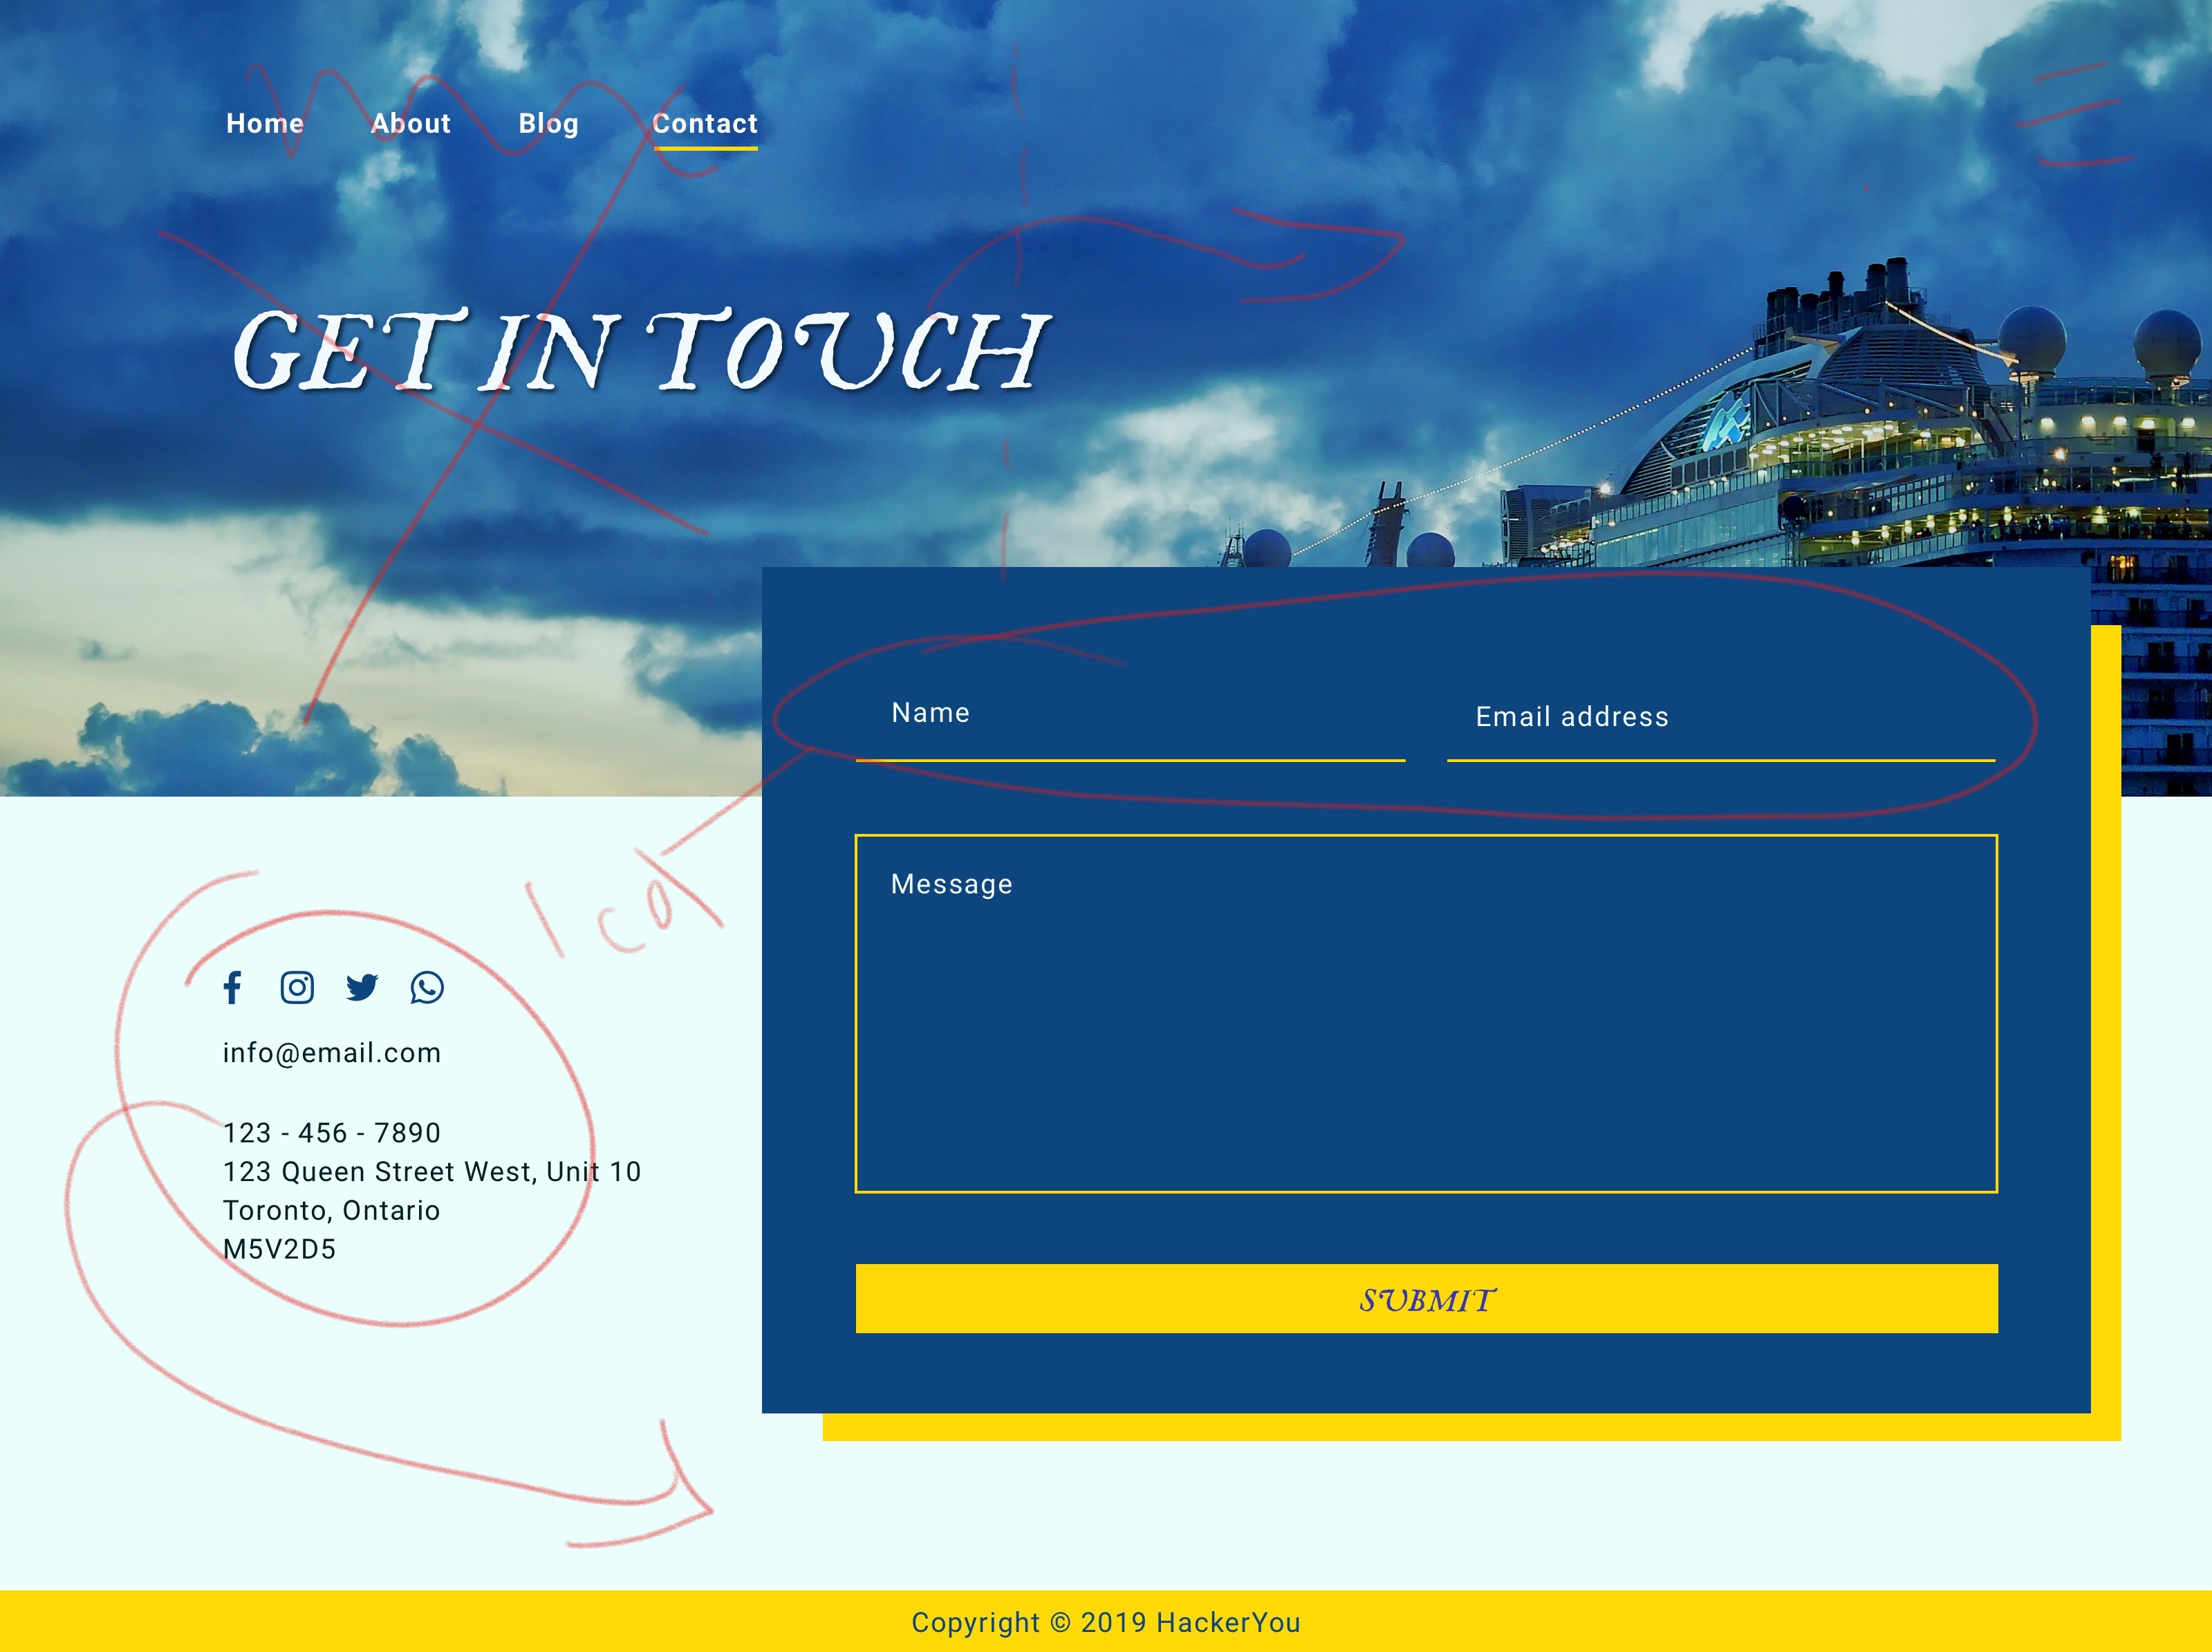 Home About Blog Contact
GET IN TOUCH
Name Email address
Message
1 col
info@email.com
123 - 456 - 7890
123 Queen Street West, Unit 10
Toronto, Ontario
M5V2D5
SUBMIT
Copyright © 2019 HackerYou